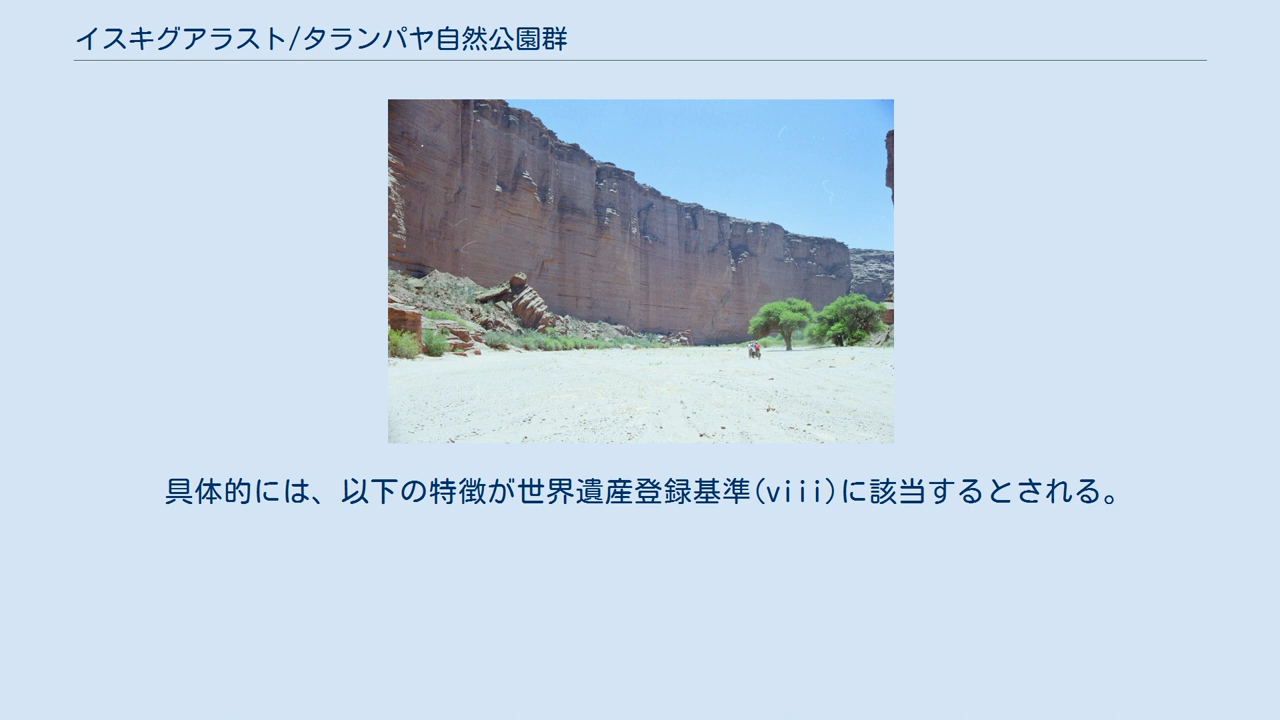 イスキグアラスト/タランパヤ自然公園群
具体的には、以下の特徴が世界遺産登録基準(viii)に該当するとされる。